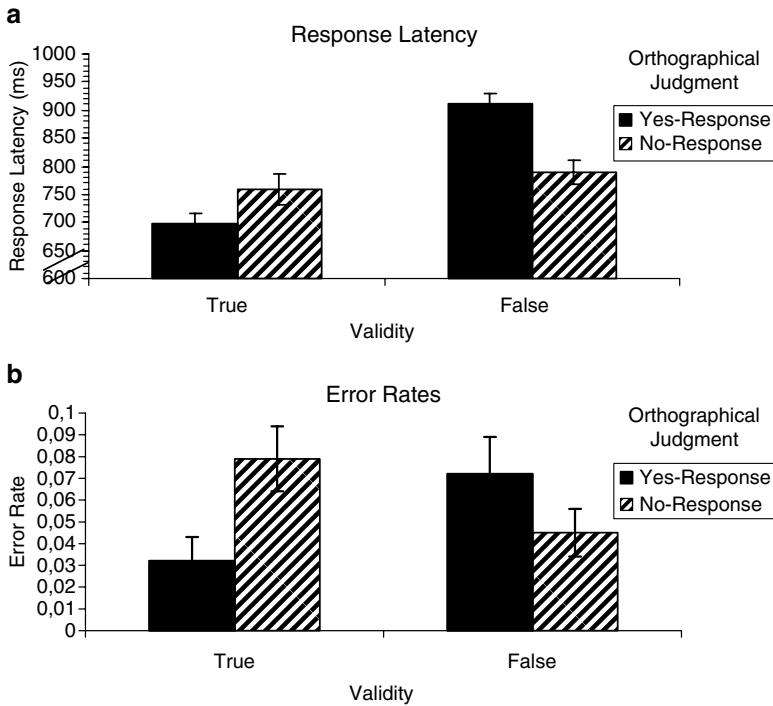 a
Response Latency
Response Latency (ms)
1000
950
900
850
800
750
700
650
600
True
False
Validity
Orthographical
Judgment
Yes-Response
No-Response
b
Error Rates
Error Rate
0,1
0,09
0,08
0,07
0,06
0,05
0,04
0,03
0,02
0,01
0
True
False
Validity
Orthographical
Judgment
Yes-Response
No-Response